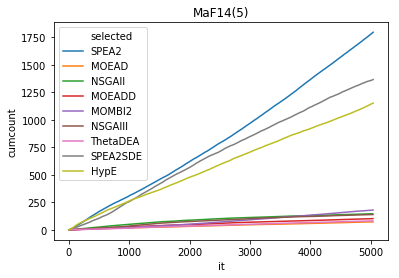 MaF14(5)
selected
SPEA2
MOEAD
NSGAII
MOEADD
MOMBI2
NSGAIII
ThetaDEA
SPEA2SDE
HypE
cumcount
1750
1500
1250
1000
750
500
250
0
0 1000 2000 3000 4000 5000
it